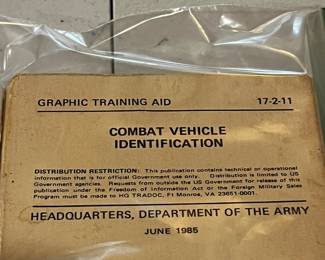 GRAPHIC TRAINING AID 17-2-11
COMBAT VEHICLE
IDENTIFICATION
DISTRIBUTION RESTRICTION: This publication contains technical or operational
information that is for official Government use only. Distribution is limited to US
Government agencies. Requests from outside the US Government for release of this
publication under the Freedom of Information Act or the Foreign Military Sales
Program must be made to HQ TRADOC, Ft Monroe, VA 23651-5000.
HEADQUARTERS, DEPARTMENT OF THE ARMY
JUNE 1985